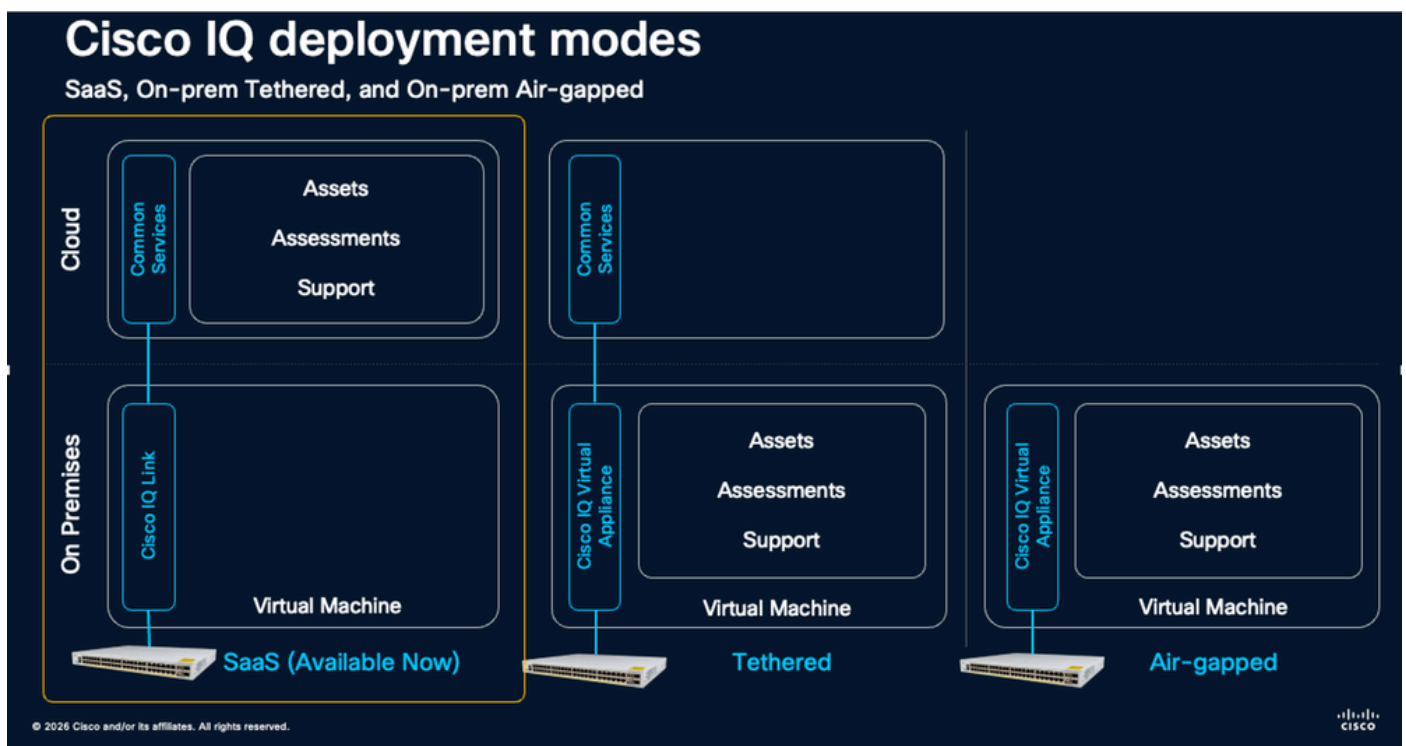 Cisco IQ deployment modes
SaaS, On-prem Tethered, and On-prem Air-gapped
Cloud
Common
Services
Assets
Assessments
Support
Common
Services
On Premises
Cisco IQ Link
Virtual Machine
SaaS (Available Now)
Cisco IQ Virtual
Appliance
Assets
Assessments
Support
Virtual Machine
Tethered
Cisco IQ Virtual
Appliance
Assets
Assessments
Support
Virtual Machine
Air-gapped
© 2026 Cisco and/or its affiliates. All rights reserved.
CISCO